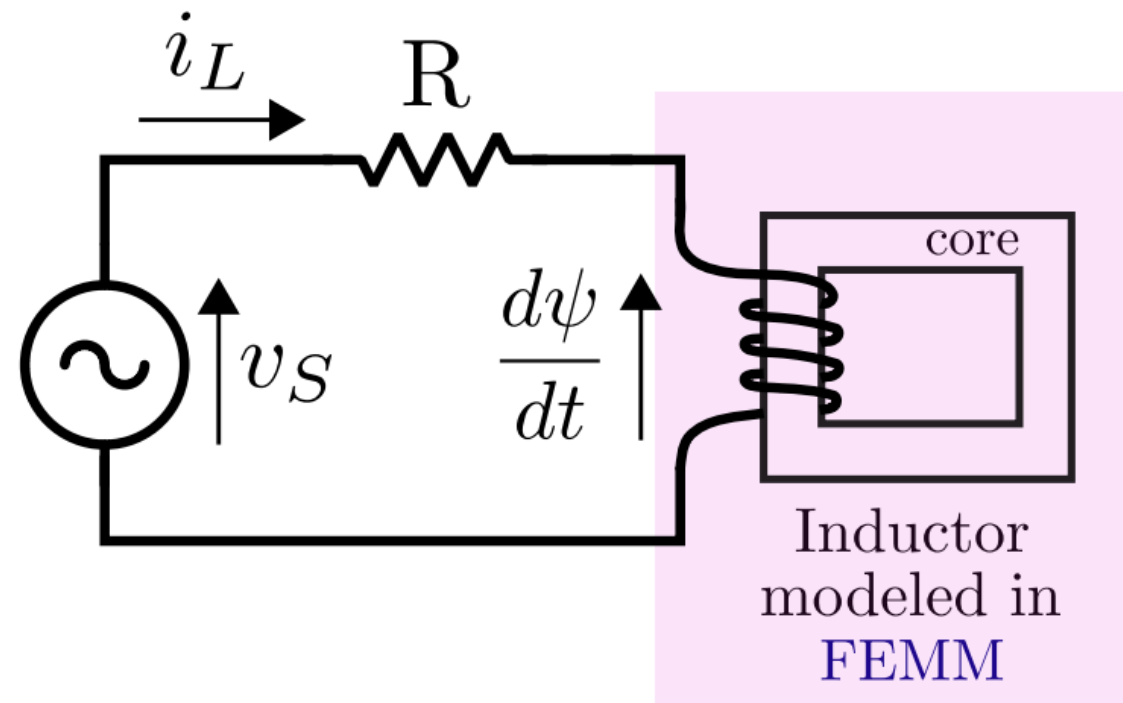 i_L
R
core
v_S
dψ
dt
Inductor
modeled in
FEMM